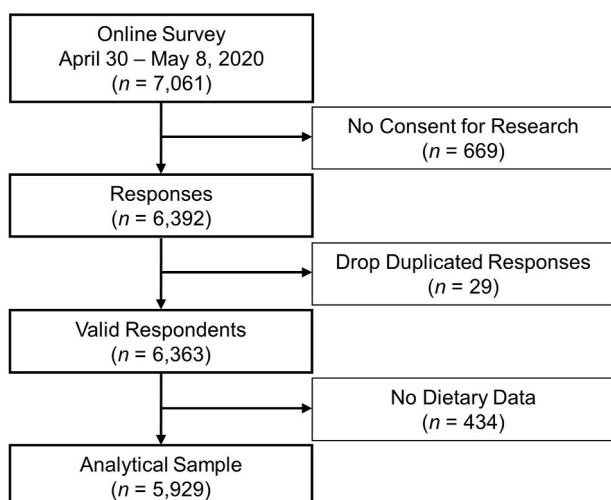 Online Survey
April 30 – May 8, 2020
(n = 7,061)
No Consent for Research
(n = 669)
Responses
(n = 6,392)
Drop Duplicated Responses
(n = 29)
Valid Respondents
(n = 6,363)
No Dietary Data
(n = 434)
Analytical Sample
(n = 5,929)